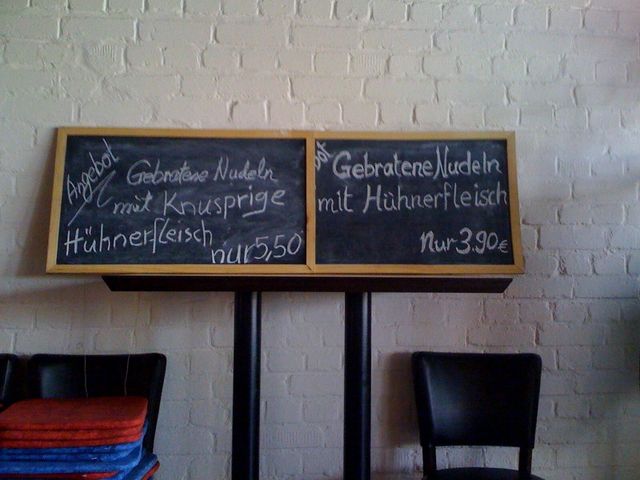 Angebot
Gebratene Nudeln
mit Knusprige
Hühnerfleisch
nur 5,50
Gebratene Nudeln
mit Hühnerfleisch
Nur 3.90€